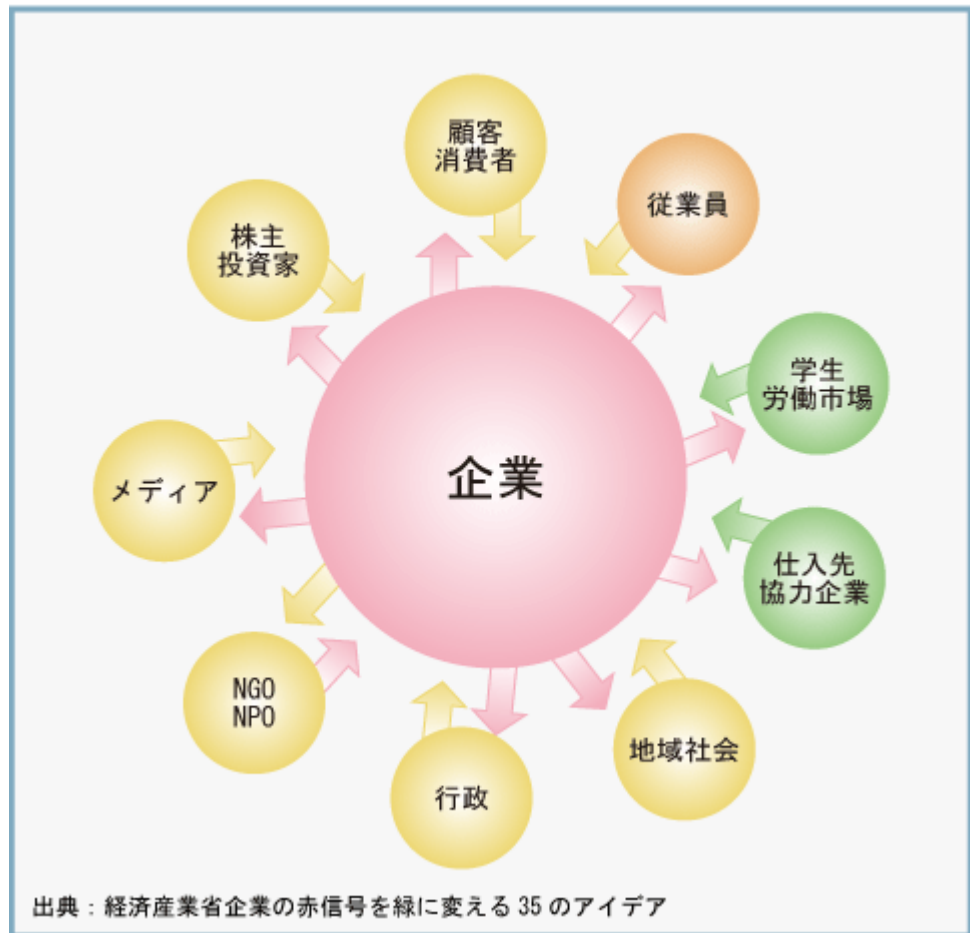 顧客
消費者
従業員
株主
投資家
学生
労働市場
企業
メディア
仕入先
協力企業
NGO
NPO
地域社会
行政
出典：経済産業省企業の赤信号を緑に変える35のアイデア